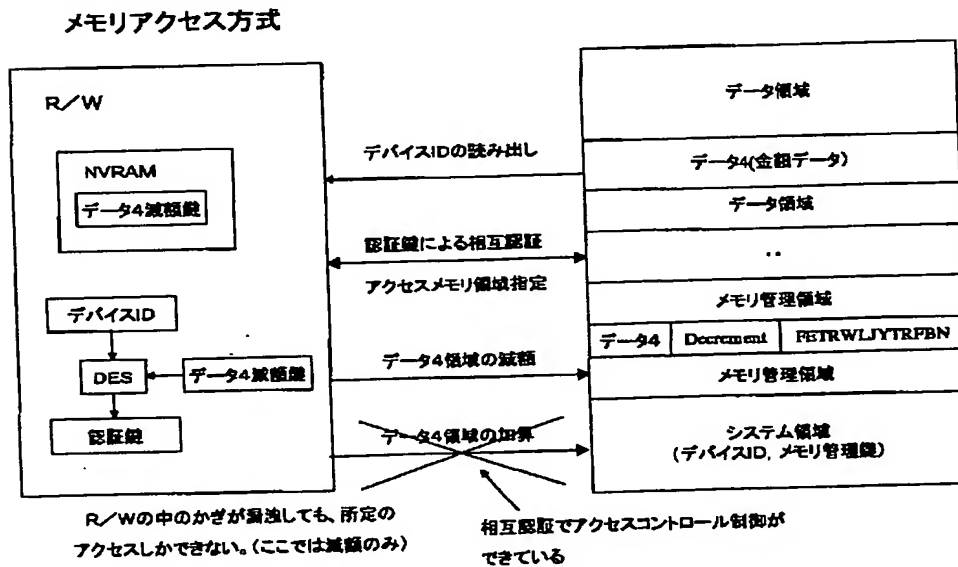 メモリアクセス方式
R/W
NVRAM
データ4減額鍵
デバイスID
DES
データ4減額鍵
認証鍵
デバイスIDの読み出し
認証鍵による相互認証
アクセスメモリ領域指定
データ4領域の減額
データ4領域の加算
データ領域
データ4(金額データ)
データ領域
‥
メモリ管理領域
データ4 Decrement
メモリ管理領域
システム領域
(デバイスID, メモリ管理鍵)
R/Wの中のかぎが漏洩しても、所定の
アクセスしかできない。(ここでは減額のみ)
相互認証でアクセスコントロール制御が
できている